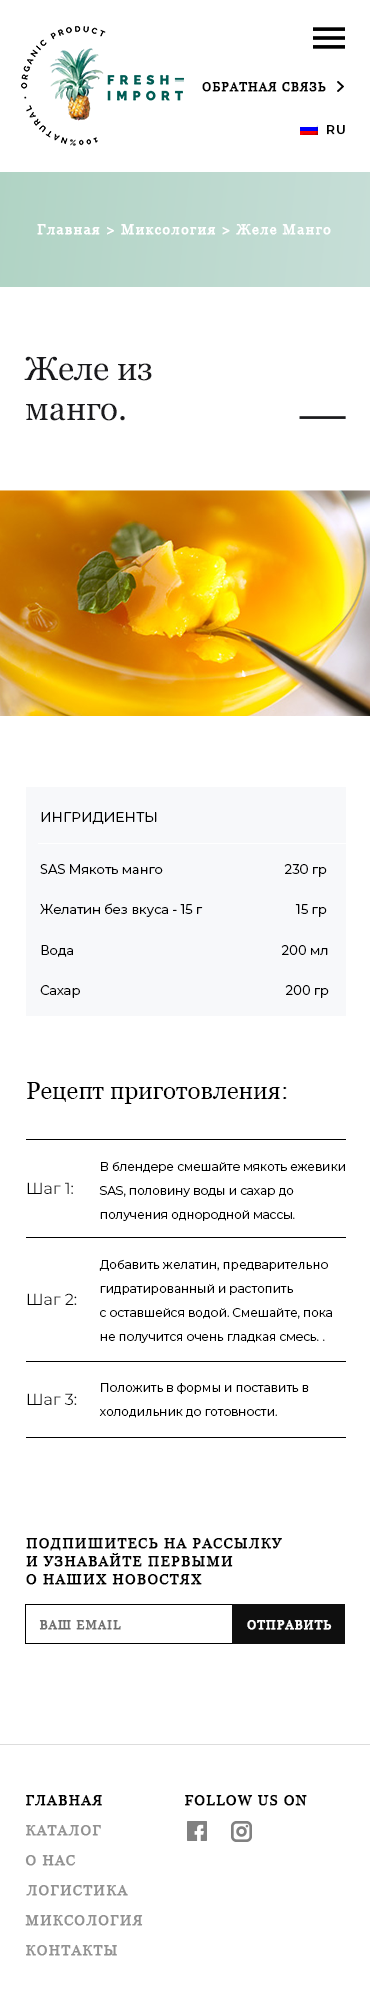 100% NATURAL · ORGANIC PRODUCT
FRESH-
IMPORT
ОБРАТНАЯ СВЯЗЬ
RU
Главная > Миксология > Желе Манго
Желе из
манго.
ИНГРИДИЕНТЫ
SAS Мякоть манго 230 гр
Желатин без вкуса - 15 г 15 гр
Вода 200 мл
Сахар 200 гр
Рецепт приготовления:
Шаг 1:
В блендере смешайте мякоть ежевики
SAS, половину воды и сахар до
получения однородной массы.
Шаг 2:
Добавить желатин, предварительно
гидратированный и растопить
с оставшейся водой. Смешайте, пока
не получится очень гладкая смесь. .
Шаг 3:
Положить в формы и поставить в
холодильник до готовности.
ПОДПИШИТЕСЬ НА РАССЫЛКУ
И УЗНАВАЙТЕ ПЕРВЫМИ
О НАШИХ НОВОСТЯХ
ВАШ EMAIL
ОТПРАВИТЬ
ГЛАВНАЯ
КАТАЛОГ
О НАС
ЛОГИСТИКА
МИКСОЛОГИЯ
КОНТАКТЫ
FOLLOW US ON